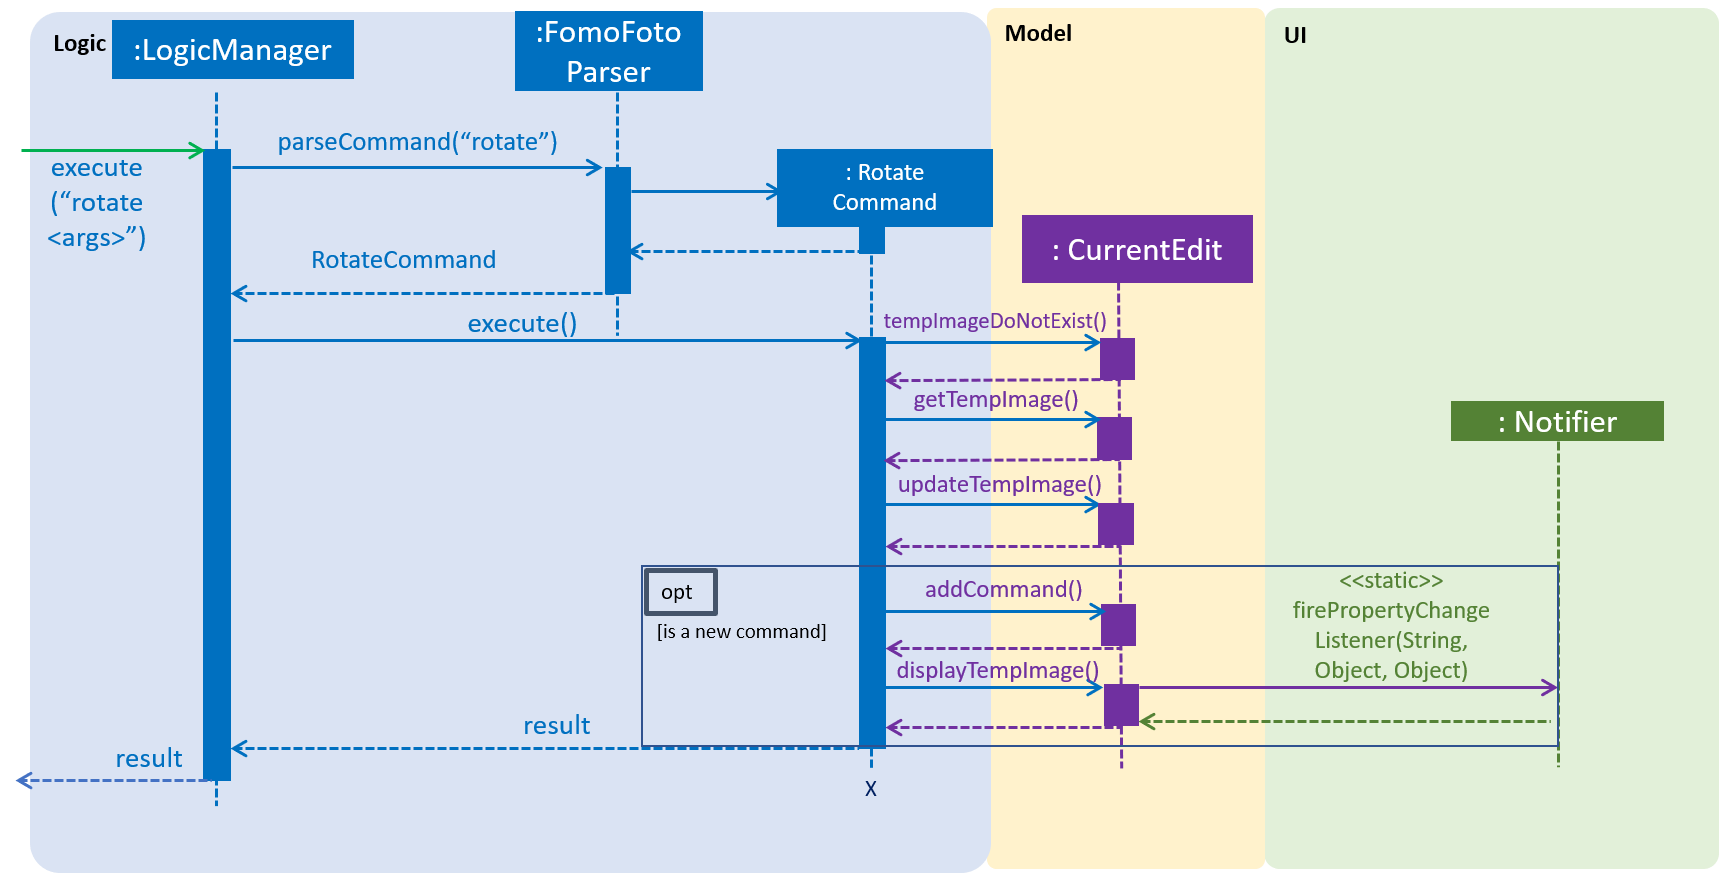 Logic
:LogicManager
:FomoFoto
Parser
Model
UI
parseCommand(“rotate”)
execute
(“rotate
<args>”)
: Rotate
Command
: CurrentEdit
RotateCommand
execute()
tempImageDoNotExist()
getTempImage()
: Notifier
updateTempImage()
opt
[is a new command]
addCommand()
<<static>>
firePropertyChange
Listener(String,
Object, Object)
displayTempImage()
result
result
X